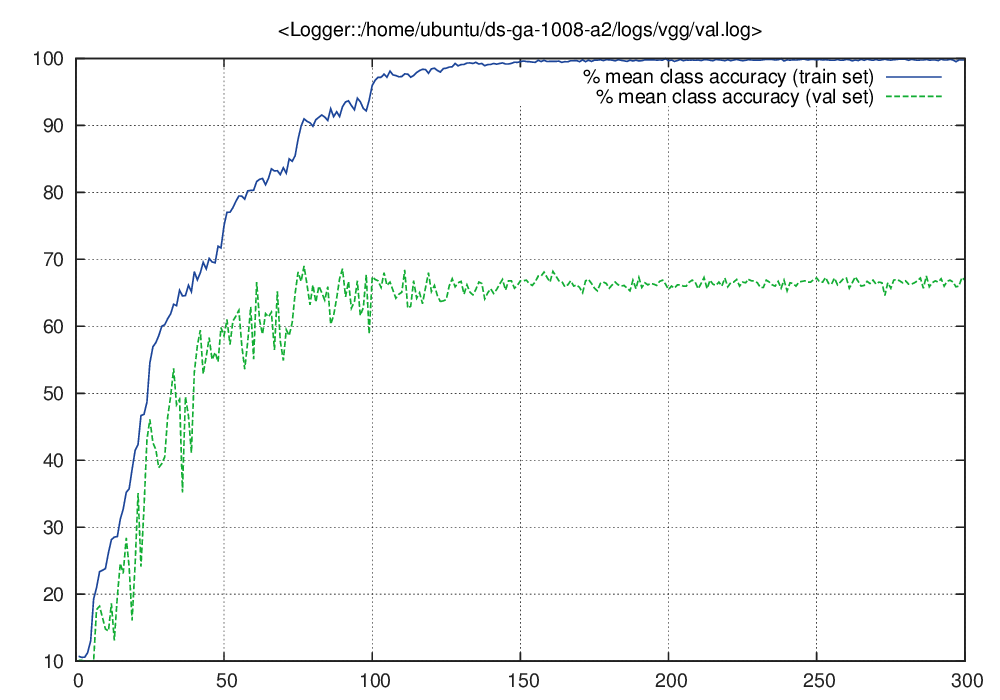 <Logger::/home/ubuntu/ds-ga-1008-a2/logs/vgg/val.log>
% mean class accuracy (train set)
% mean class accuracy (val set)
100
90
80
70
60
50
40
30
20
10
0 50 100 150 200 250 300